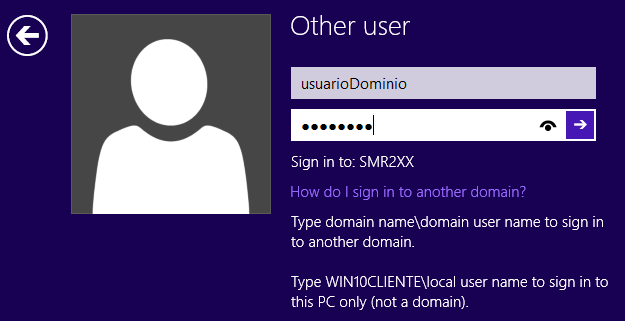 Other user
usuarioDominio
Sign in to: SMR2XX
How do I sign in to another domain?
Type domain name\domain user name to sign in
to another domain.
Type WIN10CLIENTE\local user name to sign in to
this PC only (not a domain).